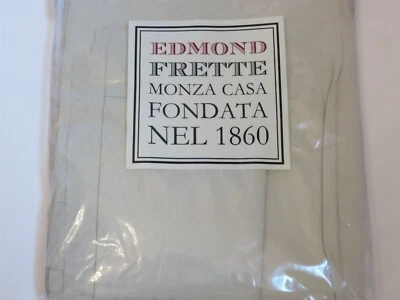 EDMOND
FRETTE
MONZA CASA
FONDATA
NEL 1860